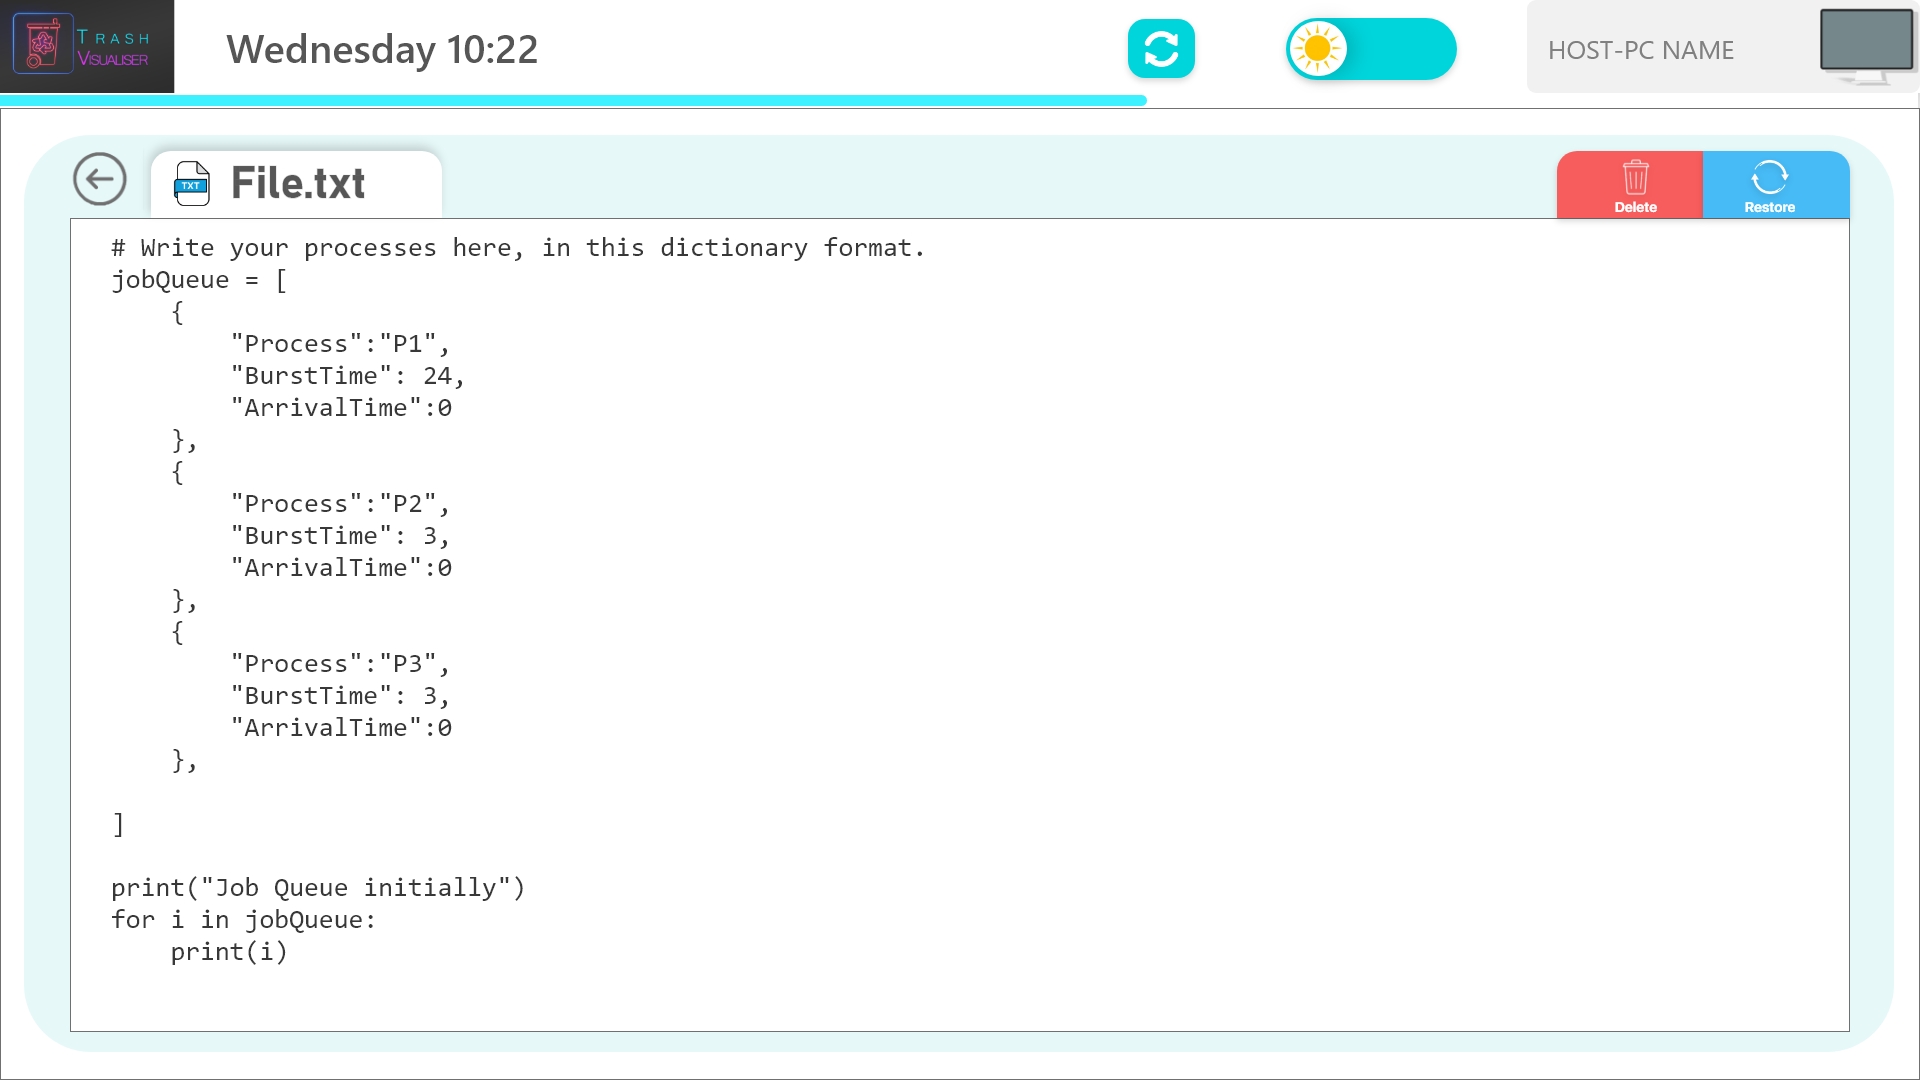 Trash
Visualiser
Wednesday 10:22
HOST-PC NAME
TXT
File.txt
Delete
Restore
# Write your processes here, in this dictionary format.
jobQueue = [
    {
        "Process":"P1",
        "BurstTime": 24,
        "ArrivalTime":0
    },
    {
        "Process":"P2",
        "BurstTime": 3,
        "ArrivalTime":0
    },
    {
        "Process":"P3",
        "BurstTime": 3,
        "ArrivalTime":0
    },
]
print("Job Queue initially")
for i in jobQueue:
    print(i)